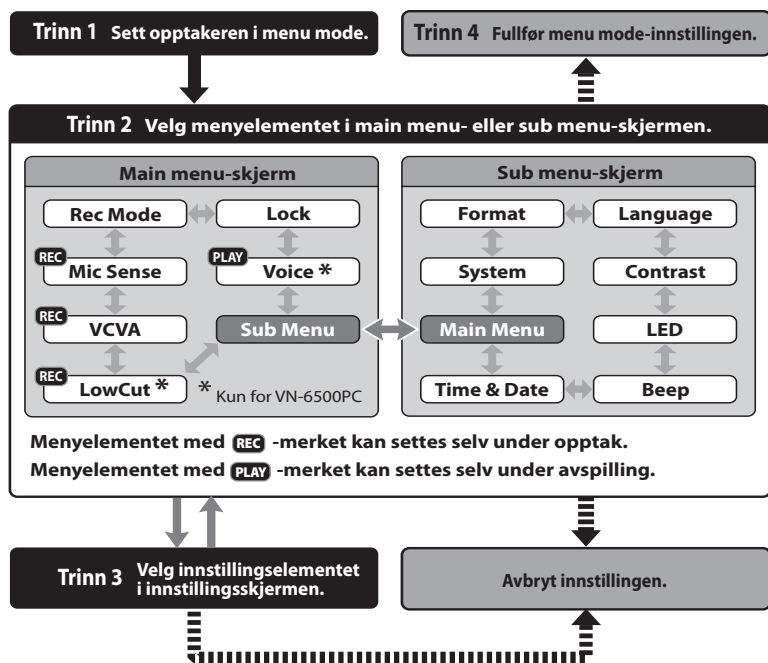 Trinn 1 Sett opptakeren i menu mode.
Trinn 4 Fullfør menu mode-innstillingen.
Trinn 2 Velg menyelementet i main menu- eller sub menu-skjermen.
Main menu-skjerm
Rec Mode
Lock
REC
Mic Sense
PLAY
Voice *
REC
VCVA
Sub Menu
REC
LowCut *
* Kun for VN-6500PC
Sub menu-skjerm
Format
Language
System
Contrast
Main Menu
LED
Time & Date
Beep
Menyelementet med REC -merket kan settes selv under opptak.
Menyelementet med PLAY -merket kan settes selv under avspilling.
Trinn 3 Velg innstillingselementet
i innstillingsskjermen.
Avbryt innstillingen.